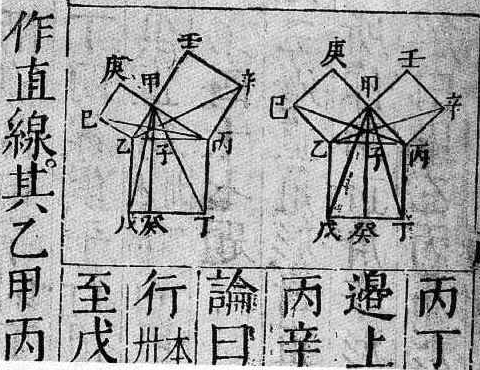 庚 甲 壬
巳 辛
乙 子 丙
戊 癸 丁
庚 甲 壬
巳 辛
乙 子 丙
戊 癸 丁
丙丁
邊上
丙辛
論曰
行本卅
至戊
作直線。其乙甲丙